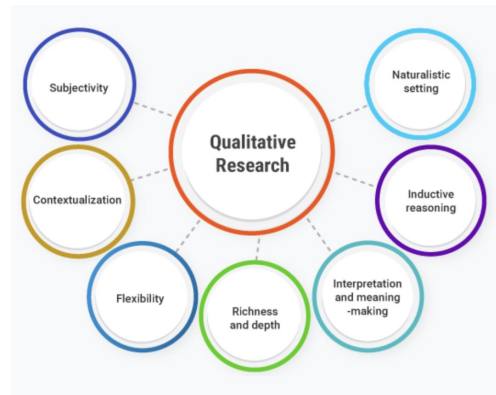 Subjectivity
Naturalistic
setting
Qualitative
Research
Contextualization
Inductive
reasoning
Flexibility
Richness
and depth
Interpretation
and meaning
-making